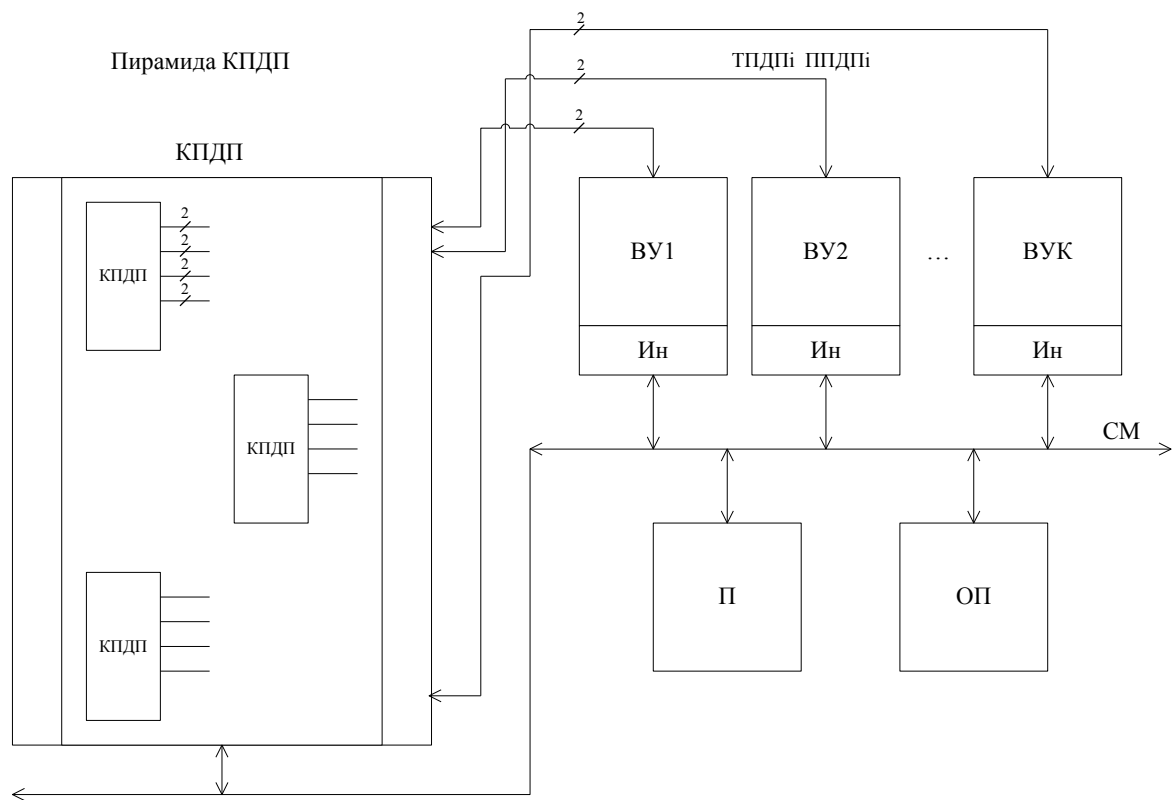 2
Пирамида КПДП
2
ТПДПi ППДПi
2
КПДП
2
2
2
2
КПДП
ВУ1
ВУ2
...
ВУК
Ин
Ин
Ин
СМ
КПДП
П
ОП
КПДП